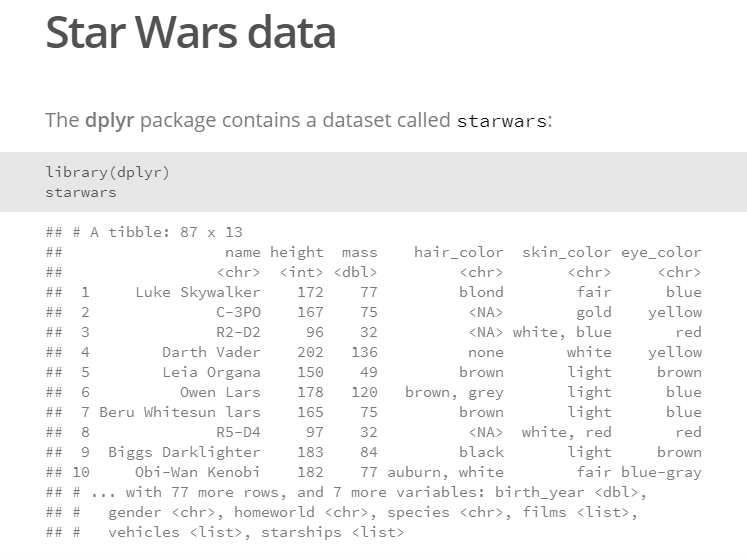 Star Wars data
The dplyr package contains a dataset called starwars:
library(dplyr)
starwars
## # A tibble: 87 x 13
##                  name height  mass    hair_color  skin_color eye_color
##                 <chr>  <int> <dbl>         <chr>       <chr>     <chr>
##  1     Luke Skywalker    172    77         blond        fair      blue
##  2              C-3PO    167    75          <NA>        gold    yellow
##  3              R2-D2     96    32          <NA> white, blue       red
##  4        Darth Vader    202   136          none       white    yellow
##  5        Leia Organa    150    49         brown       light     brown
##  6          Owen Lars    178   120   brown, grey       light      blue
##  7 Beru Whitesun lars    165    75         brown       light      blue
##  8              R5-D4     97    32          <NA>  white, red       red
##  9  Biggs Darklighter    183    84         black       light     brown
## 10     Obi-Wan Kenobi    182    77 auburn, white        fair blue-gray
## # ... with 77 more rows, and 7 more variables: birth_year <dbl>,
## #   gender <chr>, homeworld <chr>, species <chr>, films <list>,
## #   vehicles <list>, starships <list>